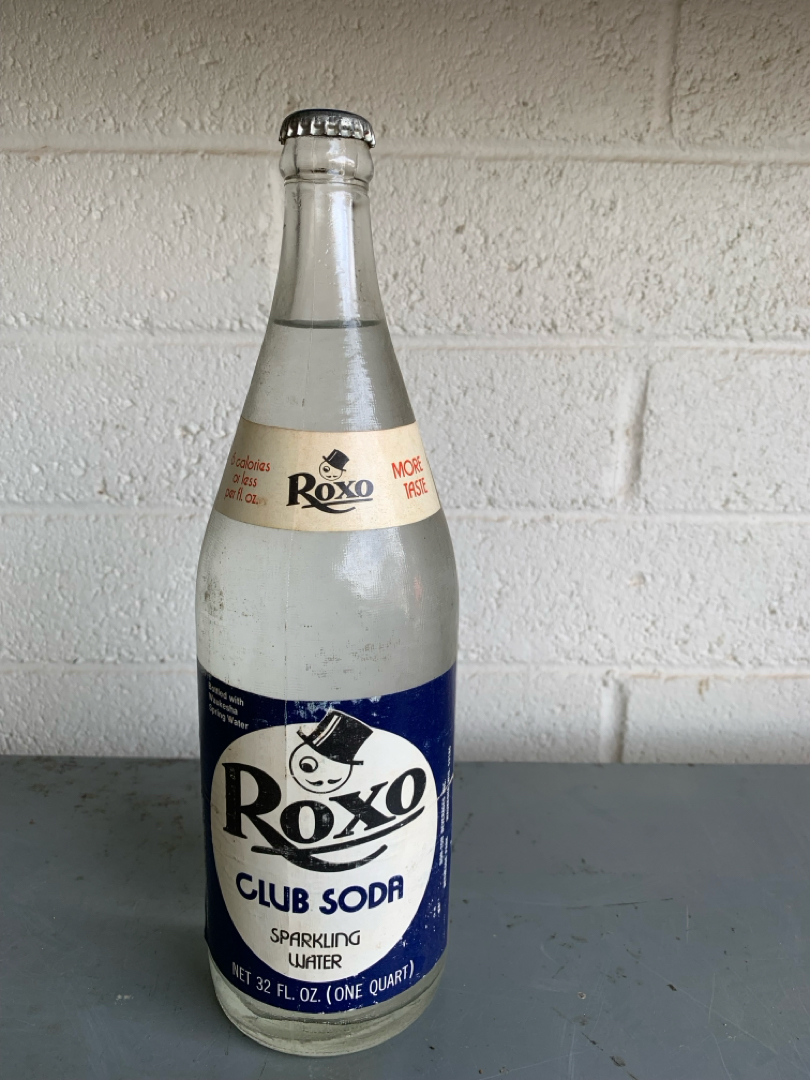 calories
or less
per fl. oz.
Roxo
MORE
TASTE
Bottled with
Waukesha
Spring Water
Roxo
CLUB SODA
SPARKLING
WATER
NET 32 FL. OZ. (ONE QUART)